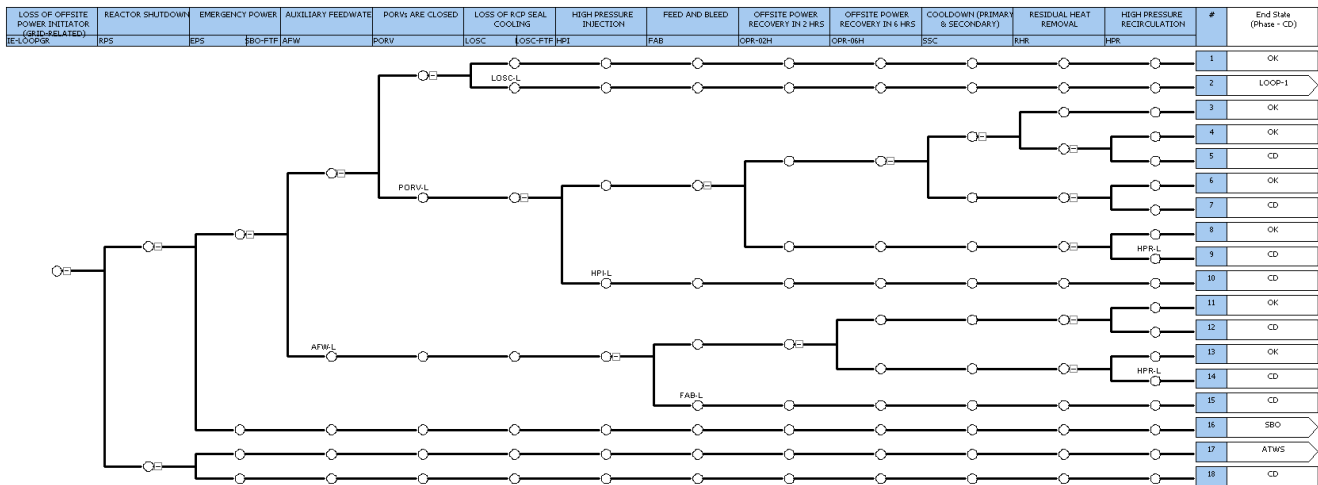 LOSS OF OFFSITE
POWER INITIATOR
(GRID-RELATED)
REACTOR SHUTDOWN
EMERGENCY POWER
AUXILIARY FEEDWATE
PORVs ARE CLOSED
LOSS OF RCP SEAL
COOLING
HIGH PRESSURE
INJECTION
FEED AND BLEED
OFFSITE POWER
RECOVERY IN 2 HRS
OFFSITE POWER
RECOVERY IN 6 HRS
COOLDOWN (PRIMARY
& SECONDARY)
RESIDUAL HEAT
REMOVAL
HIGH PRESSURE
RECIRCULATION
#
End State
(Phase - CD)
IE-LOOPGR
RPS
EPS
SBO-FTF
AFW
PORV
LOSC
LOSC-FTF
HPI
FAB
OPR-02H
OPR-06H
SSC
RHR
HPR
1
OK
LOSC-L
2
LOOP-1
3
OK
4
OK
5
CD
PORV-L
6
OK
7
CD
8
OK
HPR-L
9
CD
HPI-L
10
CD
11
OK
12
CD
AFW-L
13
OK
HPR-L
14
CD
FAB-L
15
CD
16
SBO
17
ATWS
18
CD